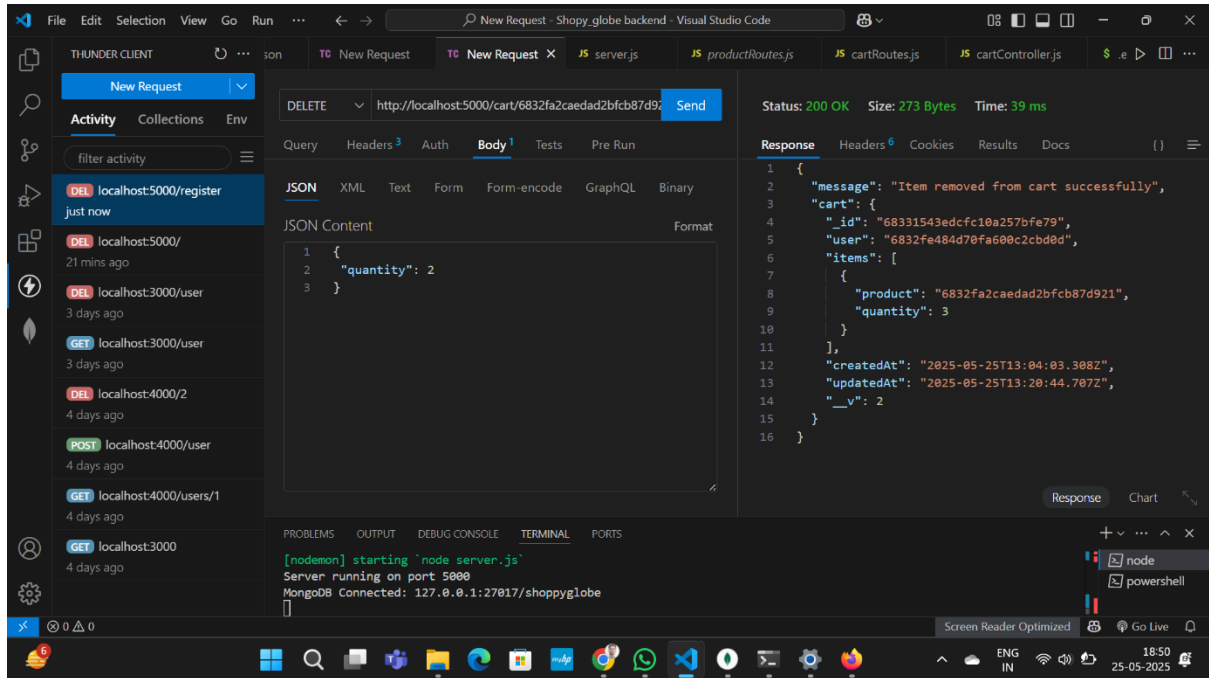 File Edit Selection View Go Run ··· New Request - Shopy_globe backend - Visual Studio Code
THUNDER CLIENT ···
son TC New Request TC New Request × JS server.js JS productRoutes.js JS cartRoutes.js JS cartController.js $ .e ···
New Request
Activity Collections Env
filter activity
DEL localhost:5000/register
just now
DEL localhost:5000/
21 mins ago
DEL localhost:3000/user
3 days ago
GET localhost:3000/user
3 days ago
DEL localhost:4000/2
4 days ago
POST localhost:4000/user
4 days ago
GET localhost:4000/users/1
4 days ago
GET localhost:3000
4 days ago
DELETE http://localhost:5000/cart/6832fa2caedad2bfcb87d92 Send
Query Headers 3 Auth Body 1 Tests Pre Run
JSON XML Text Form Form-encode GraphQL Binary
JSON Content Format
1 {
2 "quantity": 2
3 }
Status: 200 OK Size: 273 Bytes Time: 39 ms
Response Headers 6 Cookies Results Docs { }
1 {
2 "message": "Item removed from cart successfully",
3 "cart": {
4 "_id": "68331543edcfc10a257bfe79",
5 "user": "6832fe484d70fa600c2cbd0d",
6 "items": [
7 {
8 "product": "6832fa2caedad2bfcb87d921",
9 "quantity": 3
10 }
11 ],
12 "createdAt": "2025-05-25T13:04:03.308Z",
13 "updatedAt": "2025-05-25T13:20:44.707Z",
14 "__v": 2
15 }
16 }
Response Chart
PROBLEMS OUTPUT DEBUG CONSOLE TERMINAL PORTS
[nodemon] starting `node server.js`
Server running on port 5000
MongoDB Connected: 127.0.0.1:27017/shoppyglobe
node
powershell
0 0 Screen Reader Optimized Go Live
6 myhp ENG 18:50
IN 25-05-2025